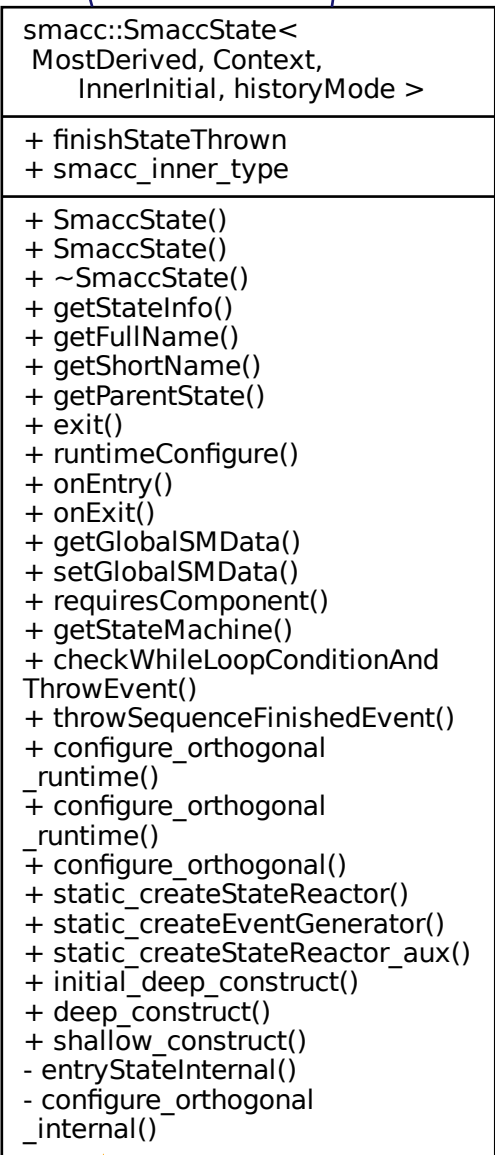 smacc::SmaccState<
MostDerived, Context,
InnerInitial, historyMode >
+ finishStateThrown
+ smacc_inner_type
+ SmaccState()
+ SmaccState()
+ ~SmaccState()
+ getStateInfo()
+ getFullName()
+ getShortName()
+ getParentState()
+ exit()
+ runtimeConfigure()
+ onEntry()
+ onExit()
+ getGlobalSMData()
+ setGlobalSMData()
+ requiresComponent()
+ getStateMachine()
+ checkWhileLoopConditionAnd
ThrowEvent()
+ throwSequenceFinishedEvent()
+ configure_orthogonal
_runtime()
+ configure_orthogonal
_runtime()
+ configure_orthogonal()
+ static_createStateReactor()
+ static_createEventGenerator()
+ static_createStateReactor_aux()
+ initial_deep_construct()
+ deep_construct()
+ shallow_construct()
- entryStateInternal()
- configure_orthogonal
_internal()